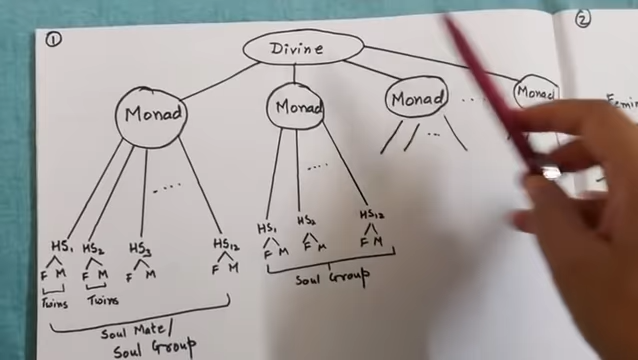 ①
②
Divine
Monad
Monad
Monad
....
Monad
....
....
...
HS₁ HS₂ HS₃ HS₁₂
F M F M F M F M
Twins Twins
Soul Mate/
Soul Group
HS₁ HS₂ HS₁₂
F M F M F M
Soul Group